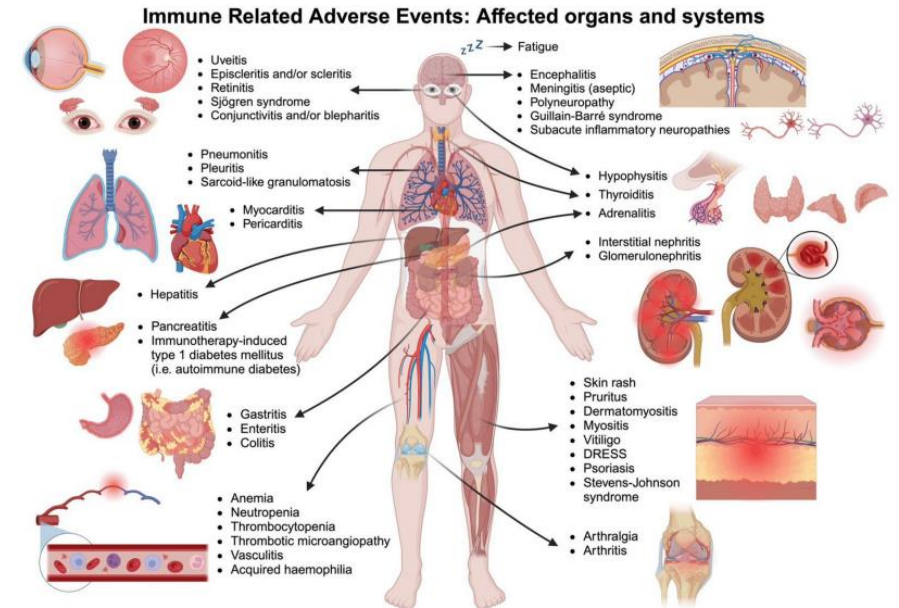 Immune Related Adverse Events: Affected organs and systems
zzz
Fatigue
• Uveitis
• Episcleritis and/or scleritis
• Retinitis
• Sjögren syndrome
• Conjunctivitis and/or blepharitis
• Encephalitis
• Meningitis (aseptic)
• Polyneuropathy
• Guillain-Barré syndrome
• Subacute inflammatory neuropathies
• Pneumonitis
• Pleuritis
• Sarcoid-like granulomatosis
• Hypophysitis
• Thyroiditis
• Adrenalitis
• Myocarditis
• Pericarditis
• Interstitial nephritis
• Glomerulonephritis
• Hepatitis
• Pancreatitis
• Immunotherapy-induced
type 1 diabetes mellitus
(i.e. autoimmune diabetes)
• Gastritis
• Enteritis
• Colitis
• Skin rash
• Pruritus
• Dermatomyositis
• Myositis
• Vitiligo
• DRESS
• Psoriasis
• Stevens-Johnson
syndrome
• Anemia
• Neutropenia
• Thrombocytopenia
• Thrombotic microangiopathy
• Vasculitis
• Acquired haemophilia
• Arthralgia
• Arthritis